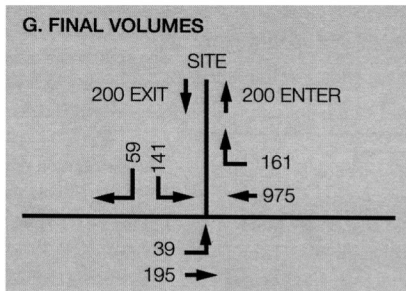 G. FINAL VOLUMES
SITE
200 EXIT 200 ENTER
59 141
161
975
39
195